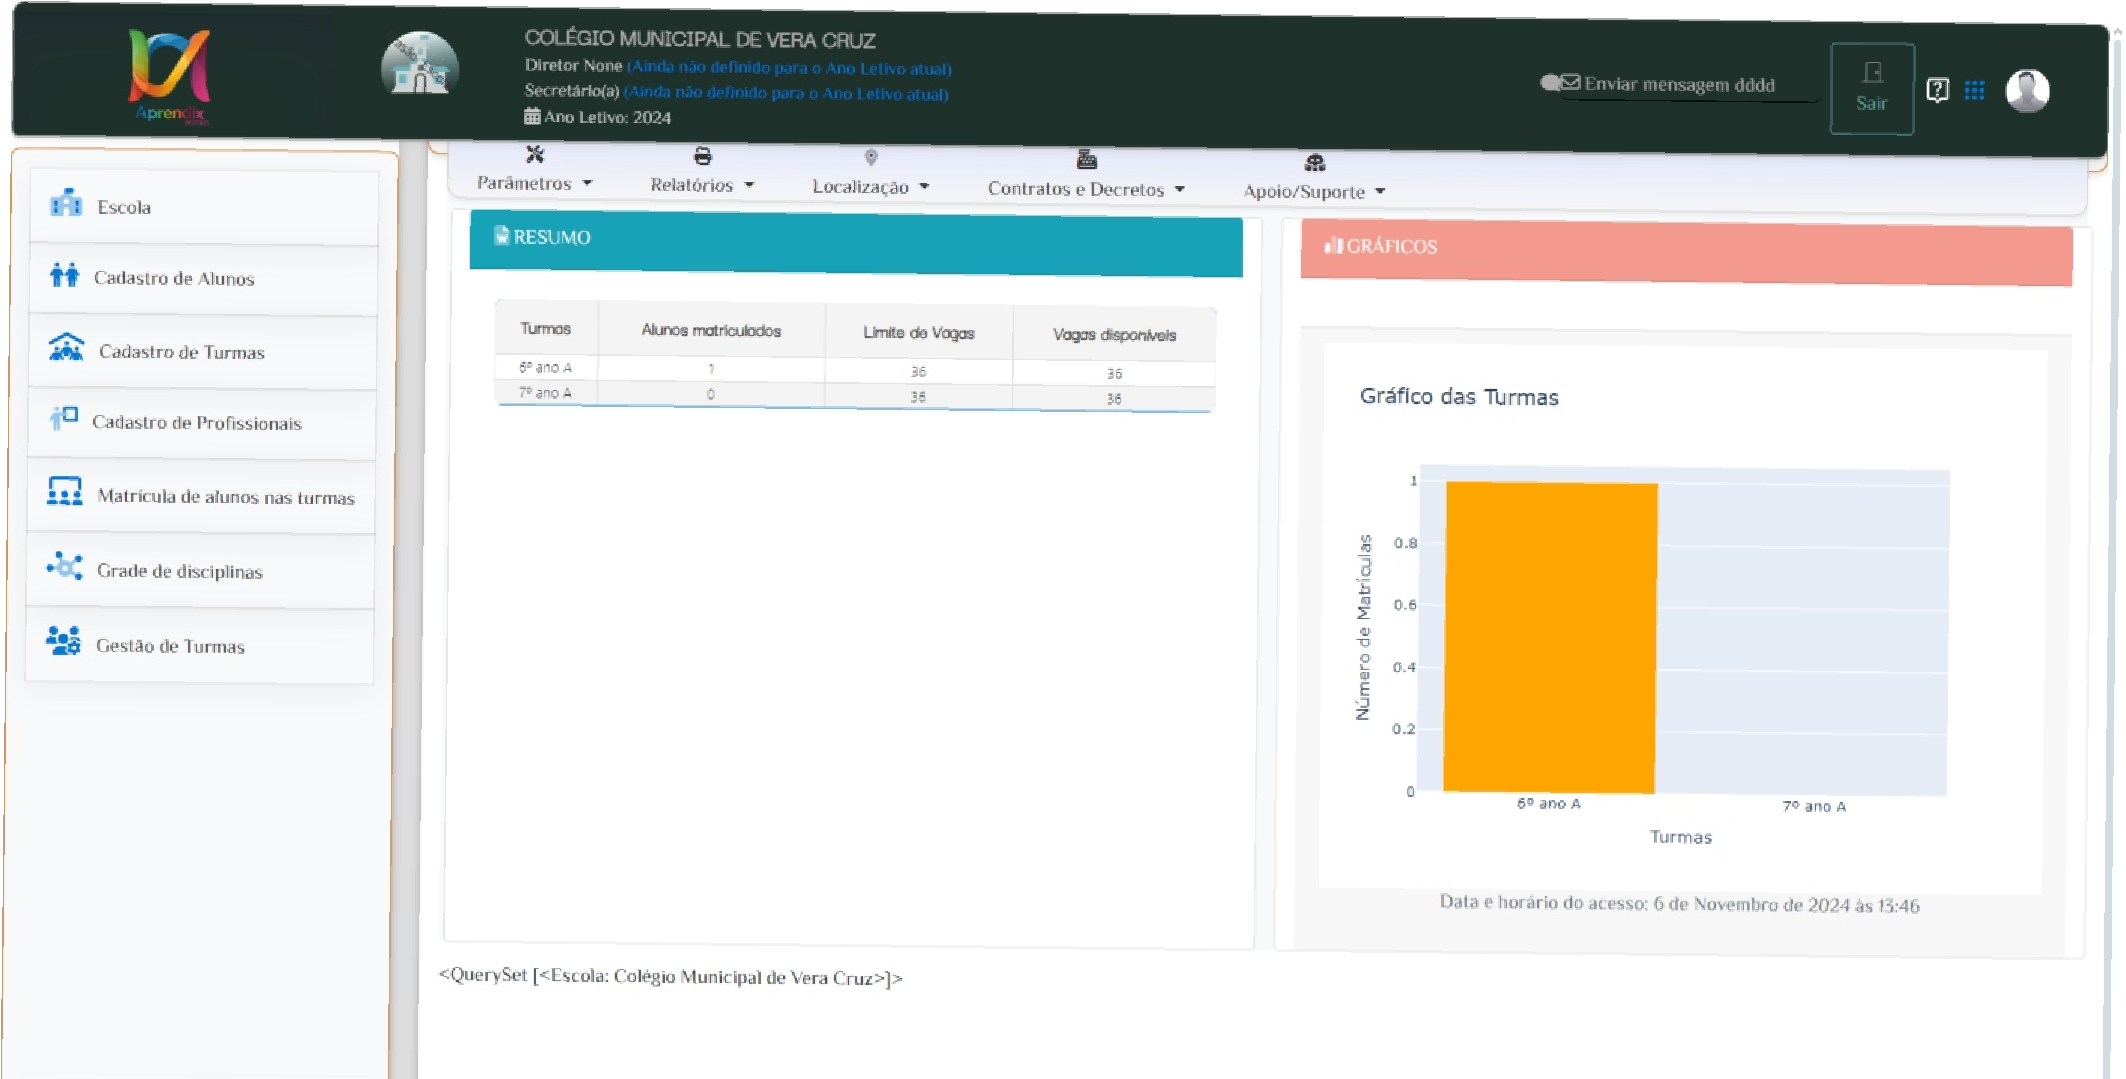 Aprendix
COLÉGIO MUNICIPAL DE VERA CRUZ
Diretor None (Ainda não definido para o Ano Letivo atual)
Secretário(a) (Ainda não definido para o Ano Letivo atual)
Ano Letivo: 2024
Enviar mensagem dddd
Sair
Parâmetros
Relatórios
Localização
Contratos e Decretos
Apoio/Suporte
Escola
Cadastro de Alunos
Cadastro de Turmas
Cadastro de Profissionais
Matrícula de alunos nas turmas
Grade de disciplinas
Gestão de Turmas
RESUMO
Turmas Alunos matriculados Limite de Vagas Vagas disponíveis
6º ano A 1 36 36
7º ano A 0 36 36
GRÁFICOS
Gráfico das Turmas
Número de Matrículas
1
0.8
0.6
0.4
0.2
0
6º ano A 7º ano A
Turmas
Data e horário do acesso: 6 de Novembro de 2024 às 13:46
<QuerySet [<Escola: Colégio Municipal de Vera Cruz>]>